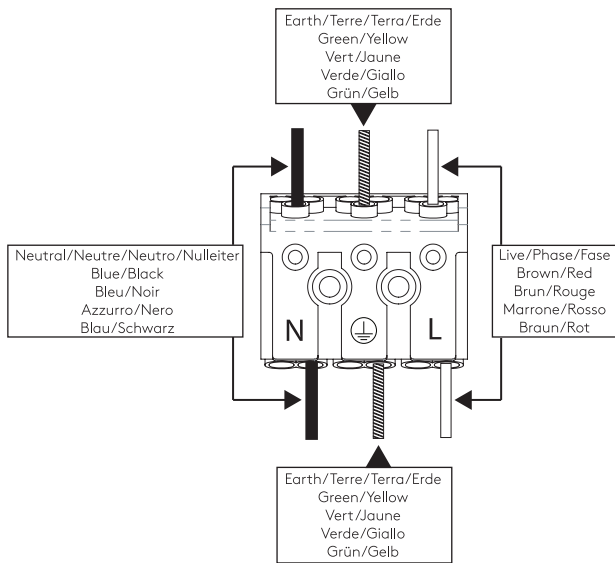 Earth/Terre/Terra/Erde
Green/Yellow
Vert/Jaune
Verde/Giallo
Grün/Gelb
Neutral/Neutre/Neutro/Nulleiter
Blue/Black
Bleu/Noir
Azzurro/Nero
Blau/Schwarz
Live/Phase/Fase
Brown/Red
Brun/Rouge
Marrone/Rosso
Braun/Rot
N L
Earth/Terre/Terra/Erde
Green/Yellow
Vert/Jaune
Verde/Giallo
Grün/Gelb